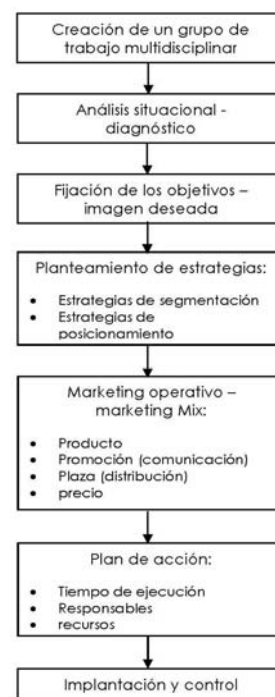 Creación de un grupo de
trabajo multidisciplinar
Análisis situacional -
diagnóstico
Fijación de los objetivos –
imagen deseada
Planteamiento de estrategias:
• Estrategias de segmentación
• Estrategias de
posicionamiento
Marketing operativo –
marketing Mix:
• Producto
• Promoción (comunicación)
• Plaza (distribución)
• precio
Plan de acción:
• Tiempo de ejecución
• Responsables
• recursos
Implantación y control